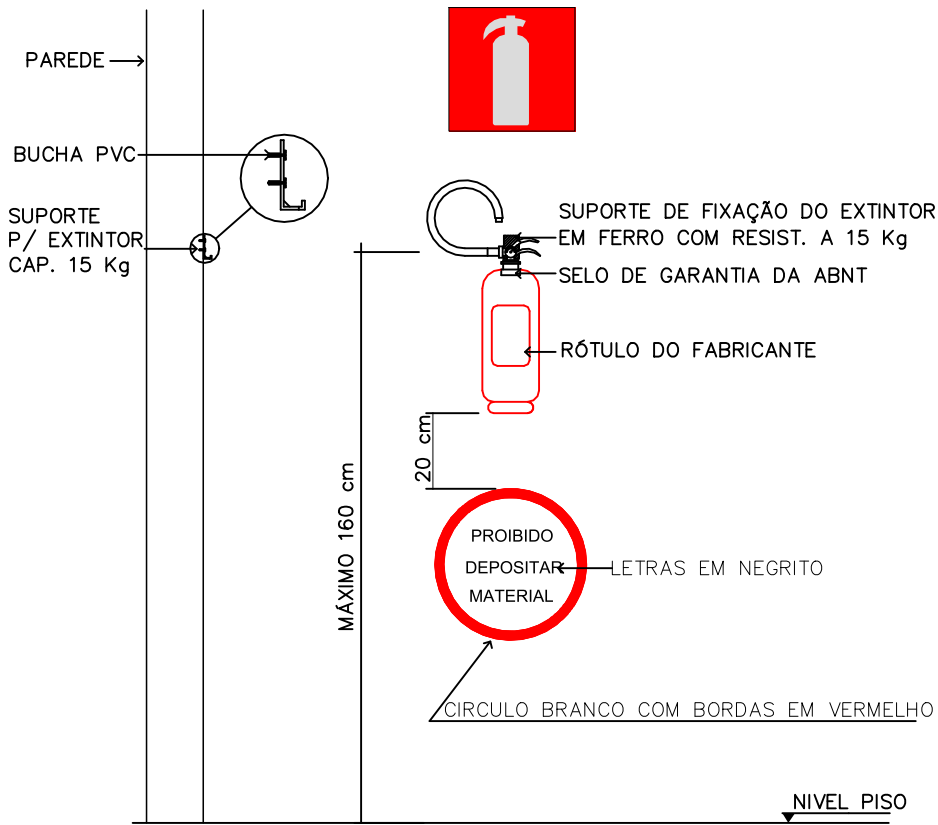 PAREDE
BUCHA PVC
SUPORTE
P/ EXTINTOR
CAP. 15 Kg
SUPORTE DE FIXAÇÃO DO EXTINTOR
EM FERRO COM RESIST. A 15 Kg
SELO DE GARANTIA DA ABNT
RÓTULO DO FABRICANTE
20 cm
MÁXIMO 160 cm
PROIBIDO
DEPOSITAR
MATERIAL
LETRAS EM NEGRITO
CIRCULO BRANCO COM BORDAS EM VERMELHO
NIVEL PISO